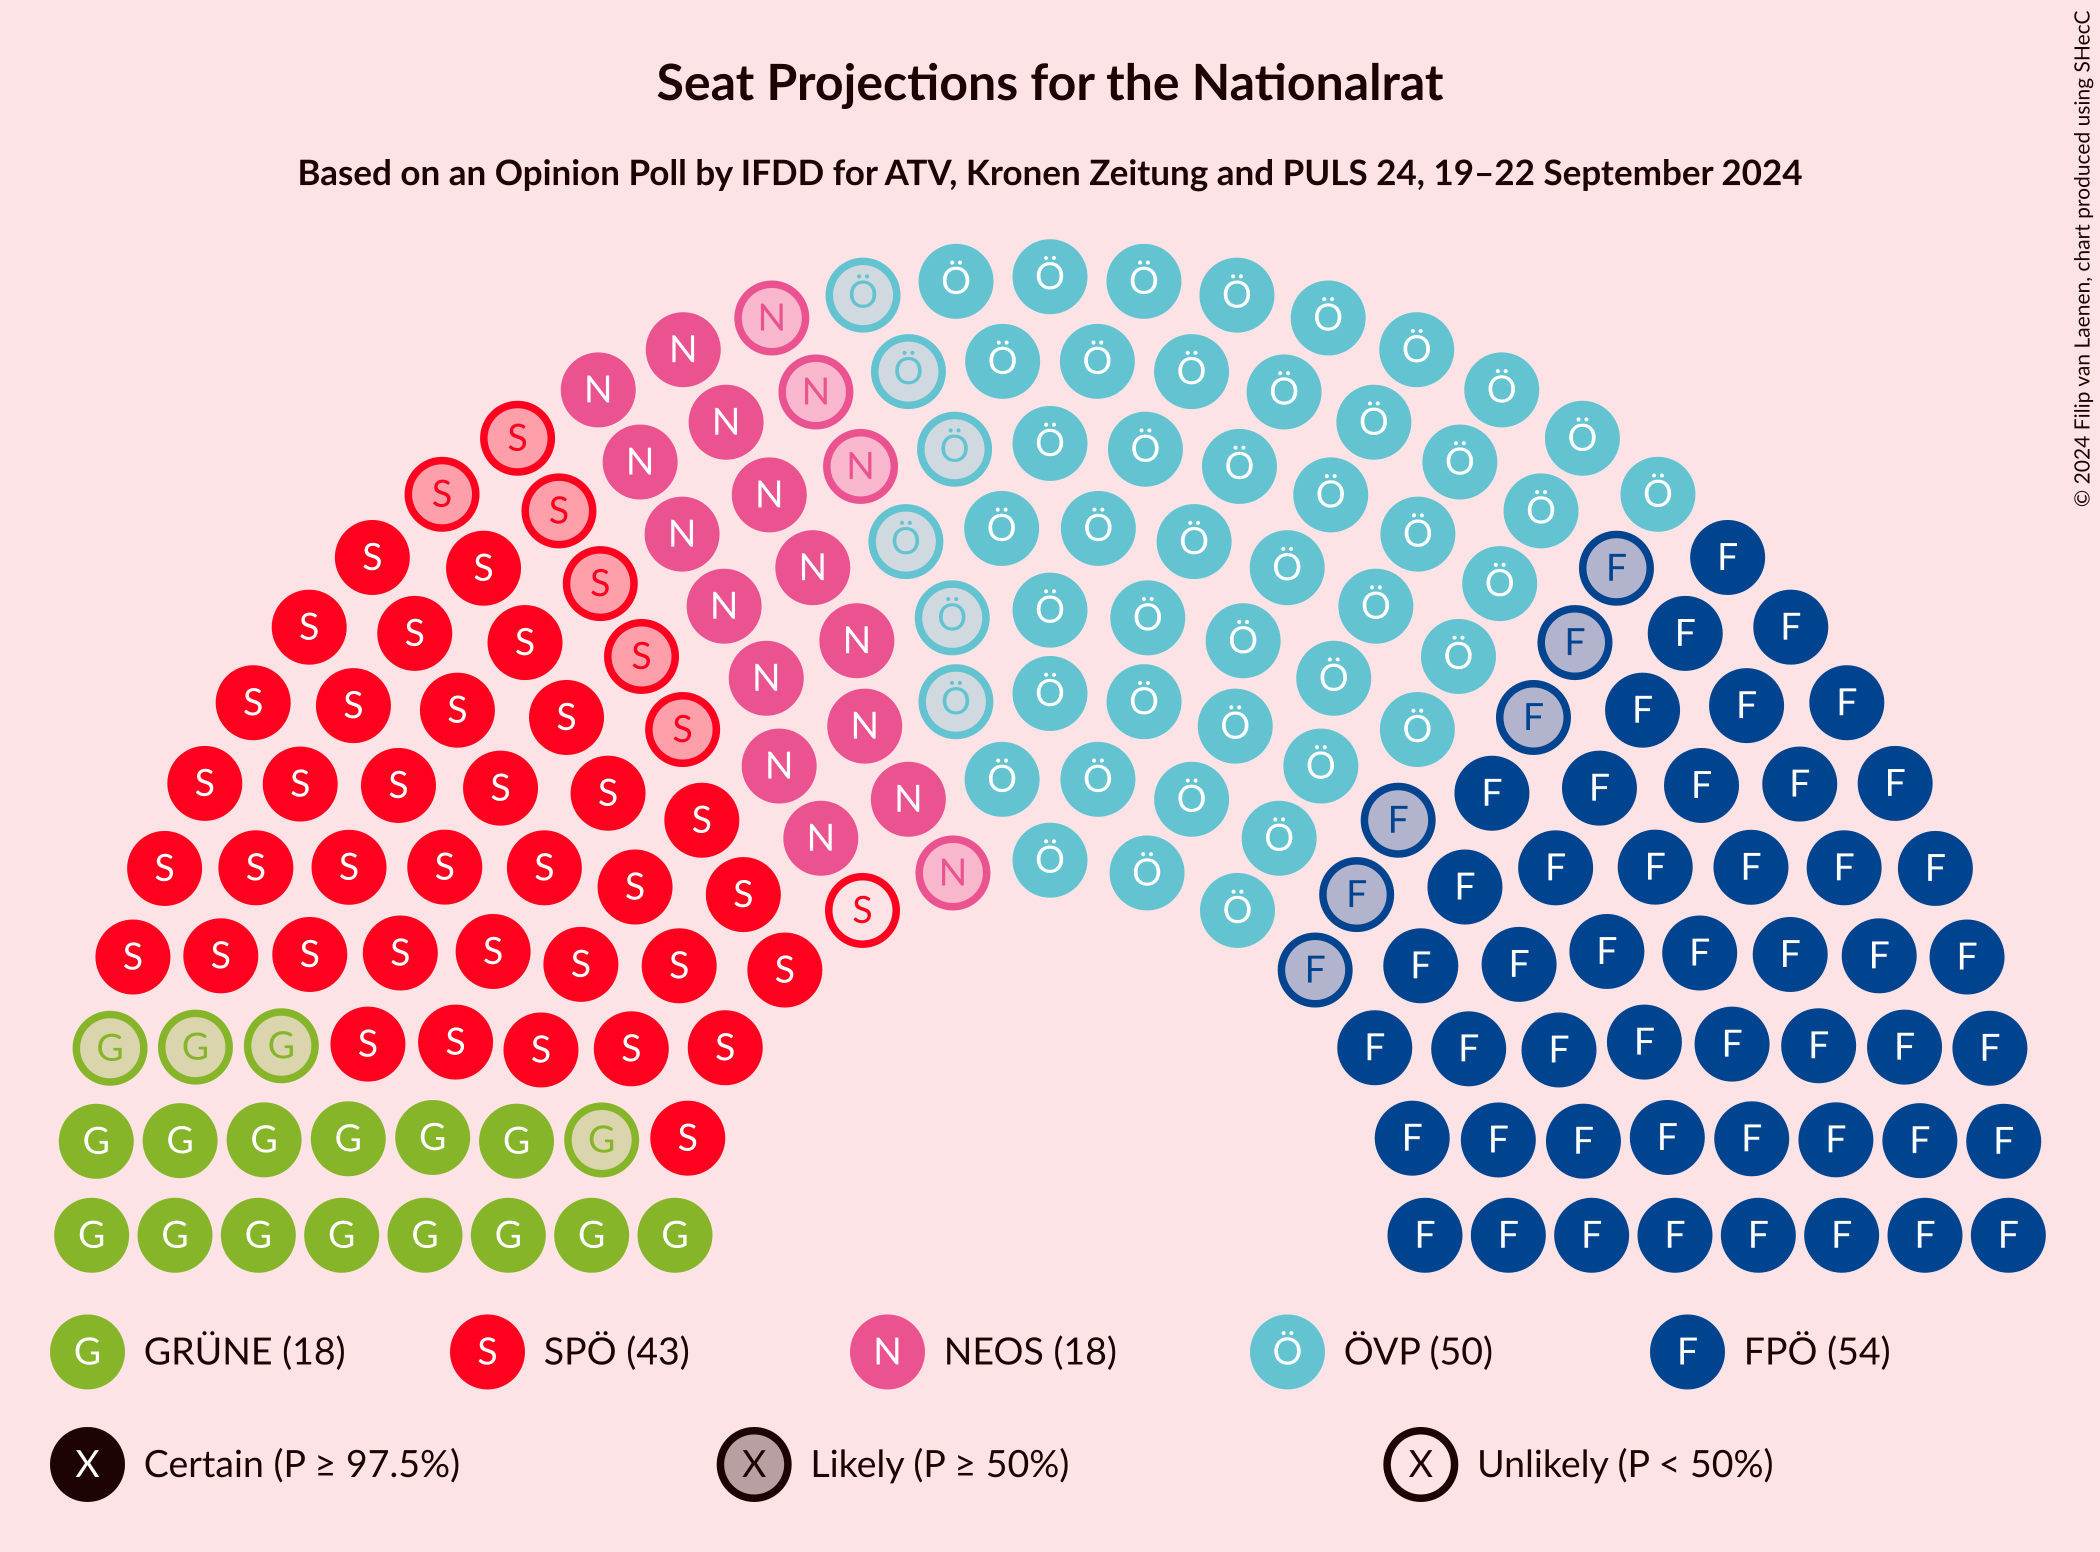 Seat Projections for the Nationalrat
Based on an Opinion Poll by IFDD for ATV, Kronen Zeitung and PULS 24, 19–22 September 2024
© 2024 Filip van Laenen, chart produced using SHecC
Ö Ö Ö Ö Ö
N Ö
N Ö Ö Ö Ö Ö
N N Ö Ö
S N Ö Ö Ö Ö Ö
N N Ö Ö
S S N Ö Ö Ö
N Ö Ö Ö Ö Ö
S S N Ö F F
S N Ö Ö Ö Ö Ö
S S S N Ö F F F
S N Ö Ö
S S S S Ö Ö Ö F F F F
S N Ö Ö
S S S S S N N Ö Ö Ö Ö F F F F F
S N Ö F
S S S S S S S N Ö Ö F F F F F F F
S Ö
S S S S S S S S F F F F F F F F
G G G S S S S S F F F F F F F F
G G G G G G G S F F F F F F F F
G G G G G G G G F F F F F F F F
G GRÜNE (18) S SPÖ (43) N NEOS (18) Ö ÖVP (50) F FPÖ (54)
X Certain (P ≥ 97.5%) X Likely (P ≥ 50%) X Unlikely (P < 50%)